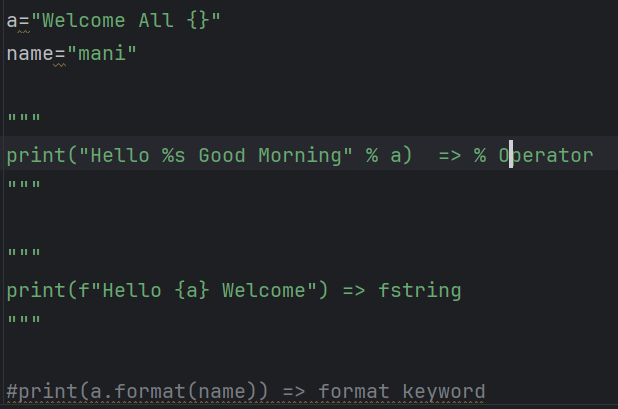 a="Welcome All {}"
name="mani"
"""
print("Hello %s Good Morning" % a)  => % Operator
"""
"""
print(f"Hello {a} Welcome") => fstring
"""
#print(a.format(name)) => format keyword